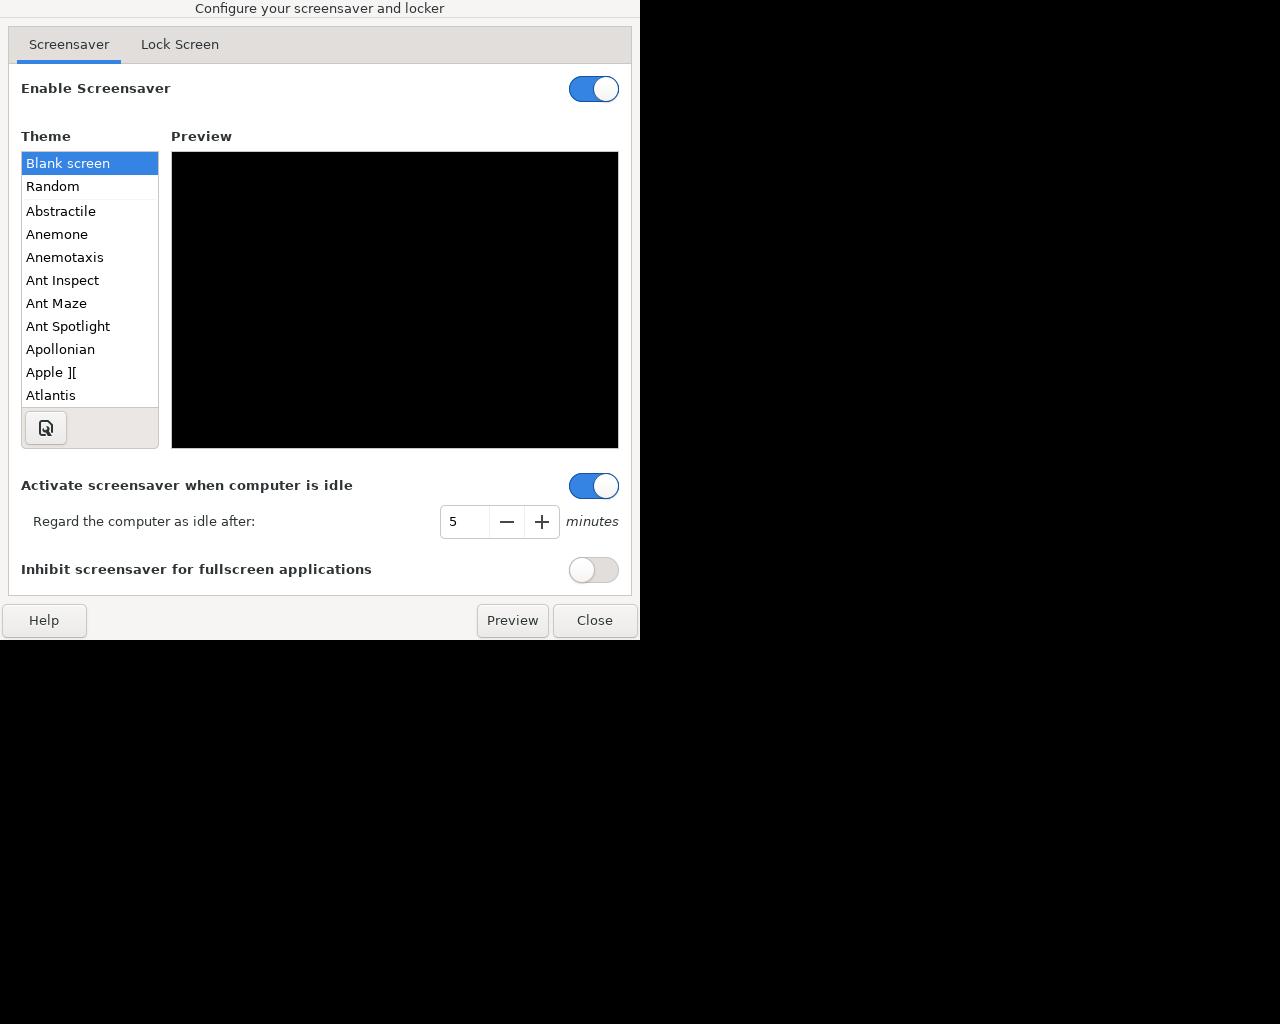 Configure your screensaver and locker
Screensaver
Lock Screen
Enable Screensaver
Theme
Preview
Blank screen
Random
Abstractile
Anemone
Anemotaxis
Ant Inspect
Ant Maze
Ant Spotlight
Apollonian
Apple ][
Atlantis
Activate screensaver when computer is idle
Regard the computer as idle after:
5
minutes
Inhibit screensaver for fullscreen applications
Help
Preview
Close